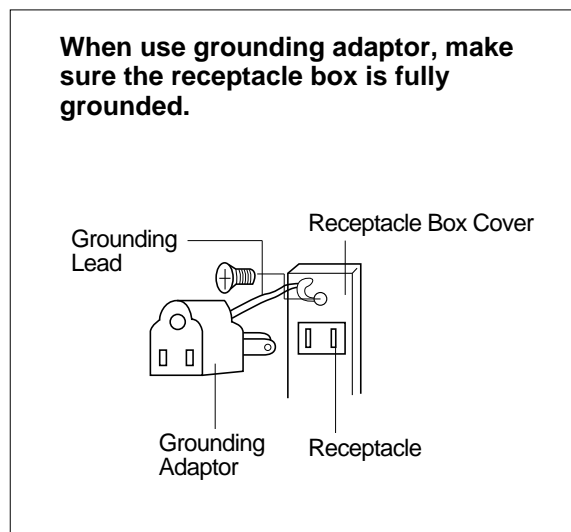 When use grounding adaptor, make
sure the receptacle box is fully
grounded.
Grounding
Lead
Receptacle Box Cover
Grounding
Adaptor
Receptacle